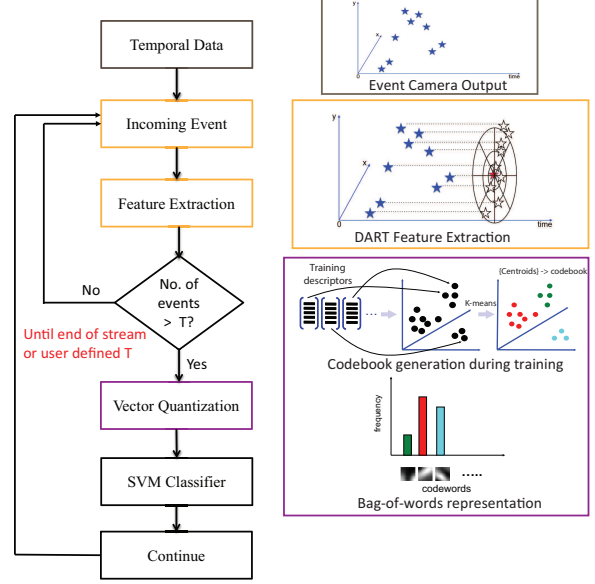 Temporal Data
Incoming Event
Feature Extraction
No. of
events
> T?
No
Until end of stream
or user defined T
Yes
Vector Quantization
SVM Classifier
Continue
y
x
0
time
Event Camera Output
y
x
0
time
DART Feature Extraction
Training
descriptors
K-means
{Centroids} -> codebook
Codebook generation during training
frequency
codewords
Bag-of-words representation